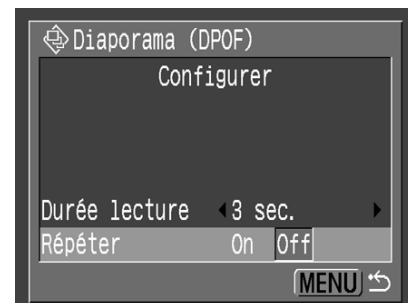 Diaporama (DPOF)
Configurer
Durée lecture 3 sec.
Répéter On Off
MENU